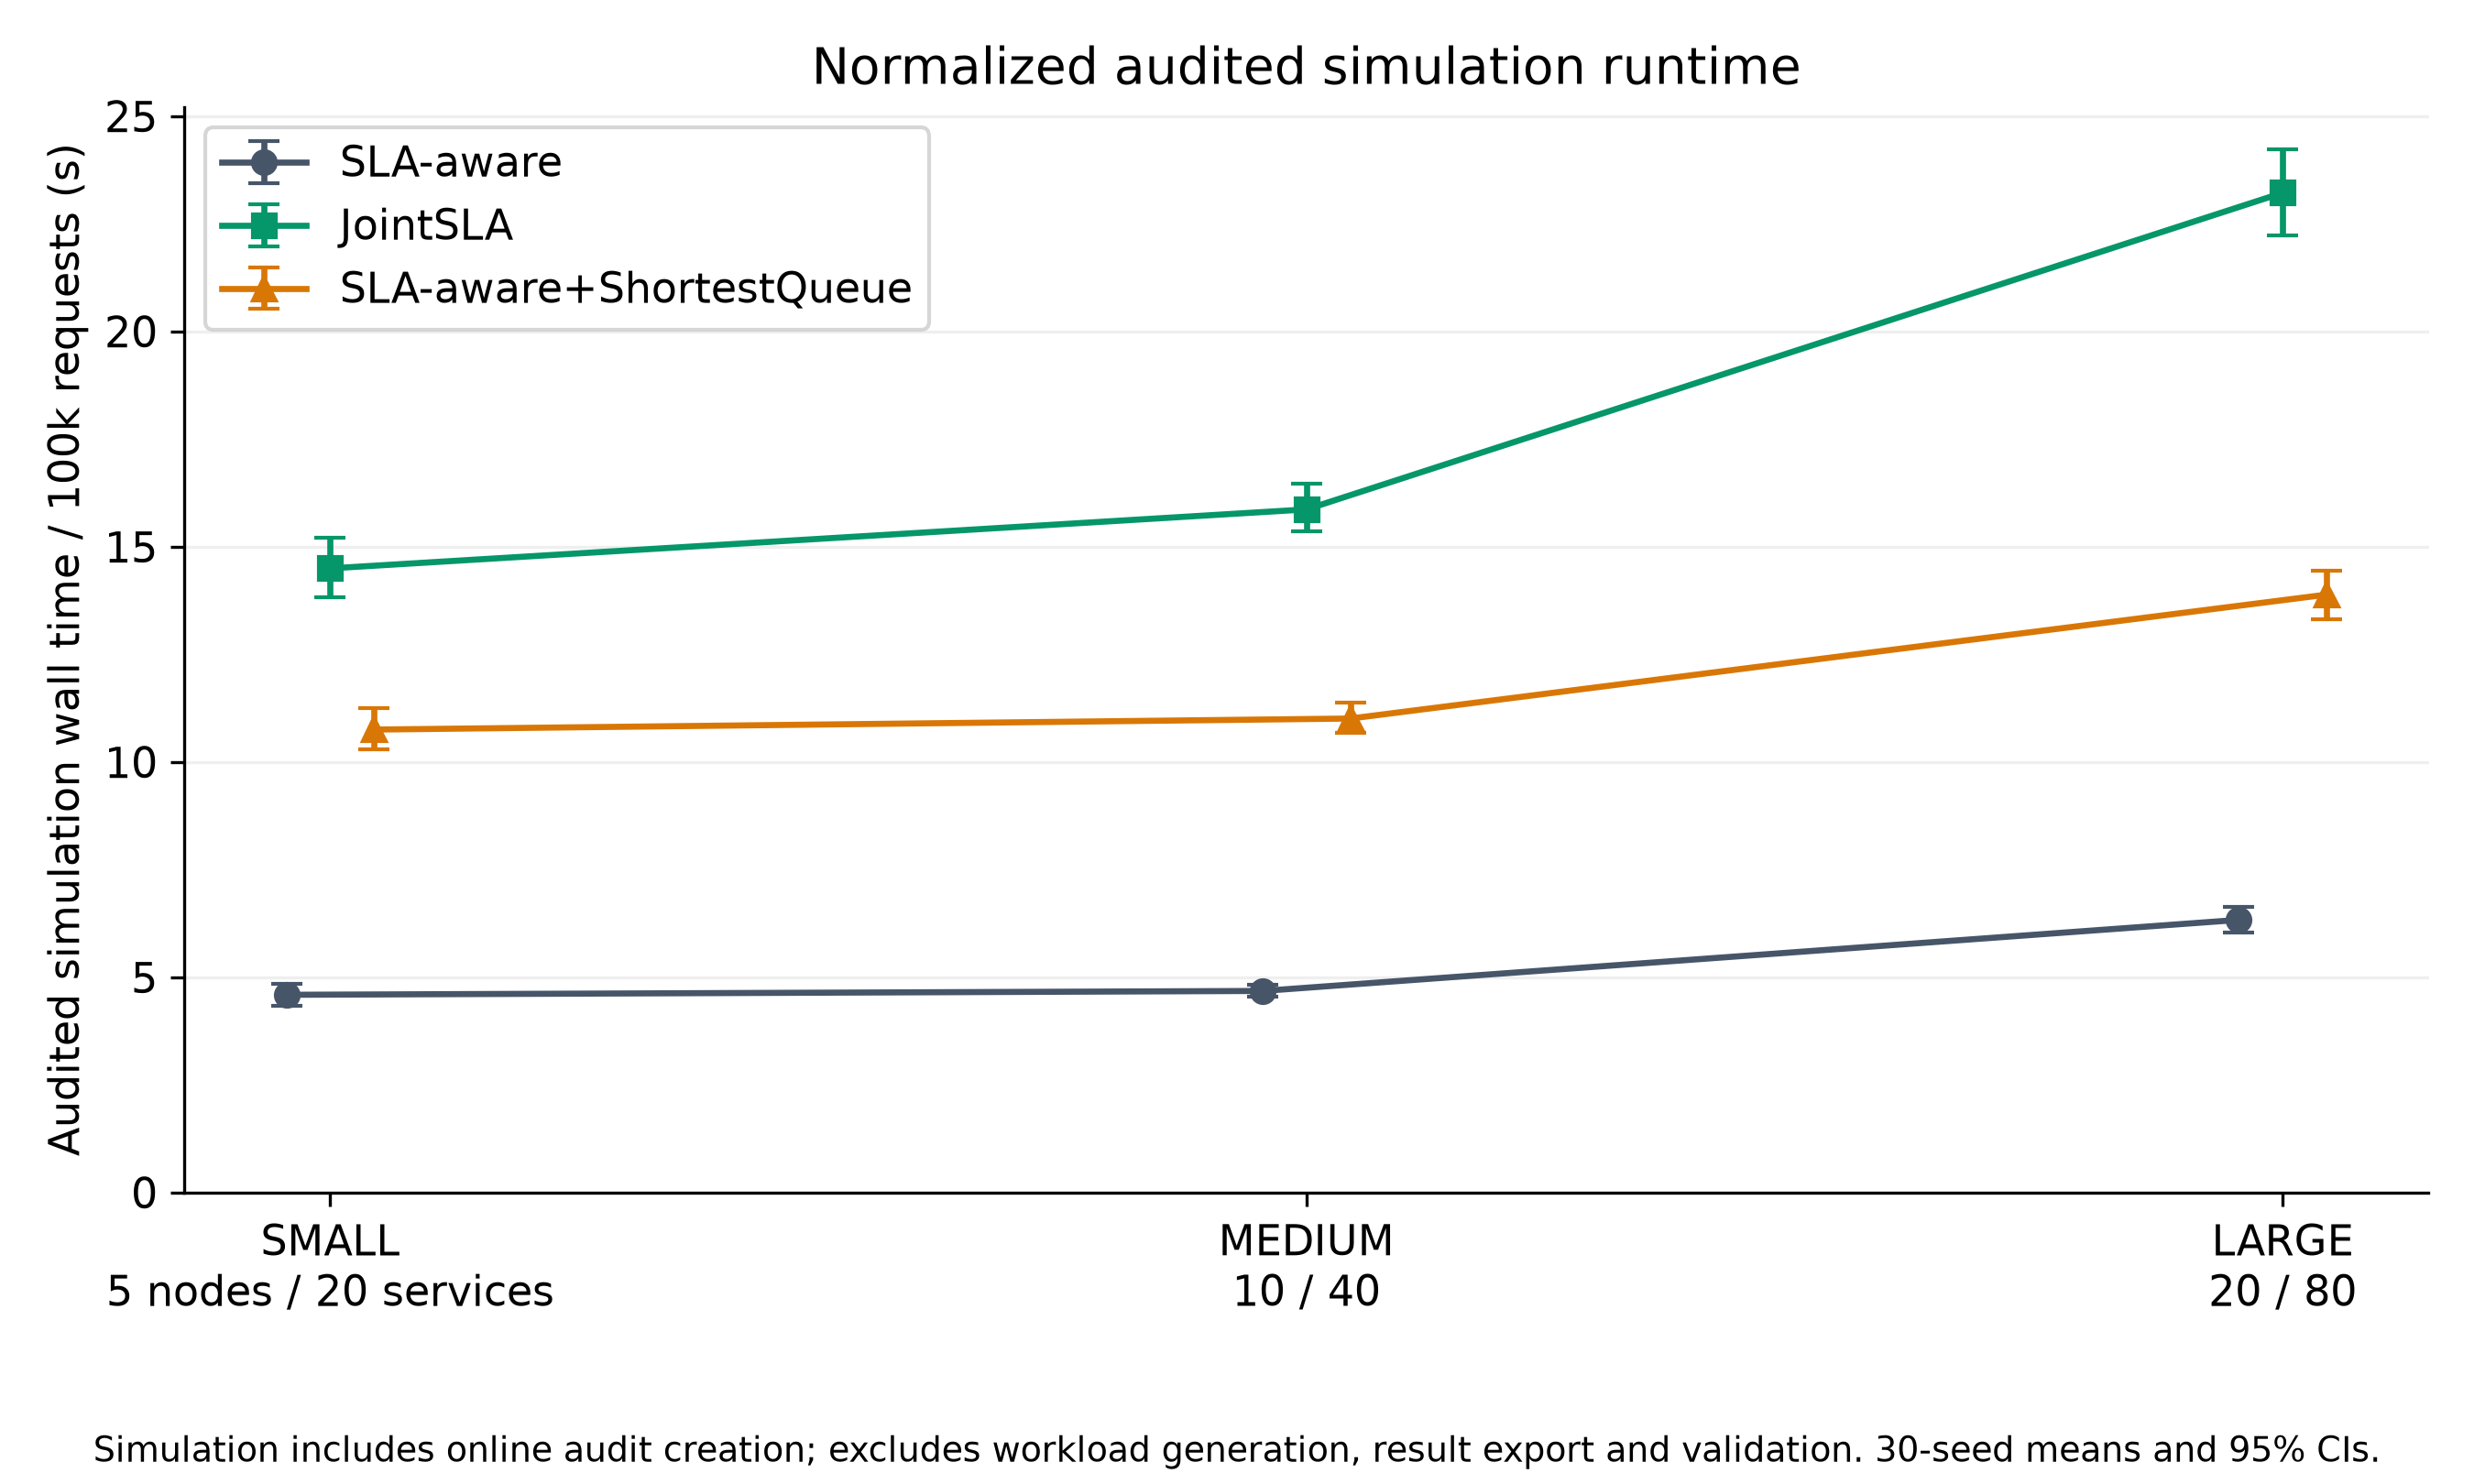 Normalized audited simulation runtime
Audited simulation wall time / 100k requests (s)
25
20
15
10
5
0
SLA-aware
JointSLA
SLA-aware+ShortestQueue
SMALL
5 nodes / 20 services
MEDIUM
10 / 40
LARGE
20 / 80
Simulation includes online audit creation; excludes workload generation, result export and validation. 30-seed means and 95% CIs.